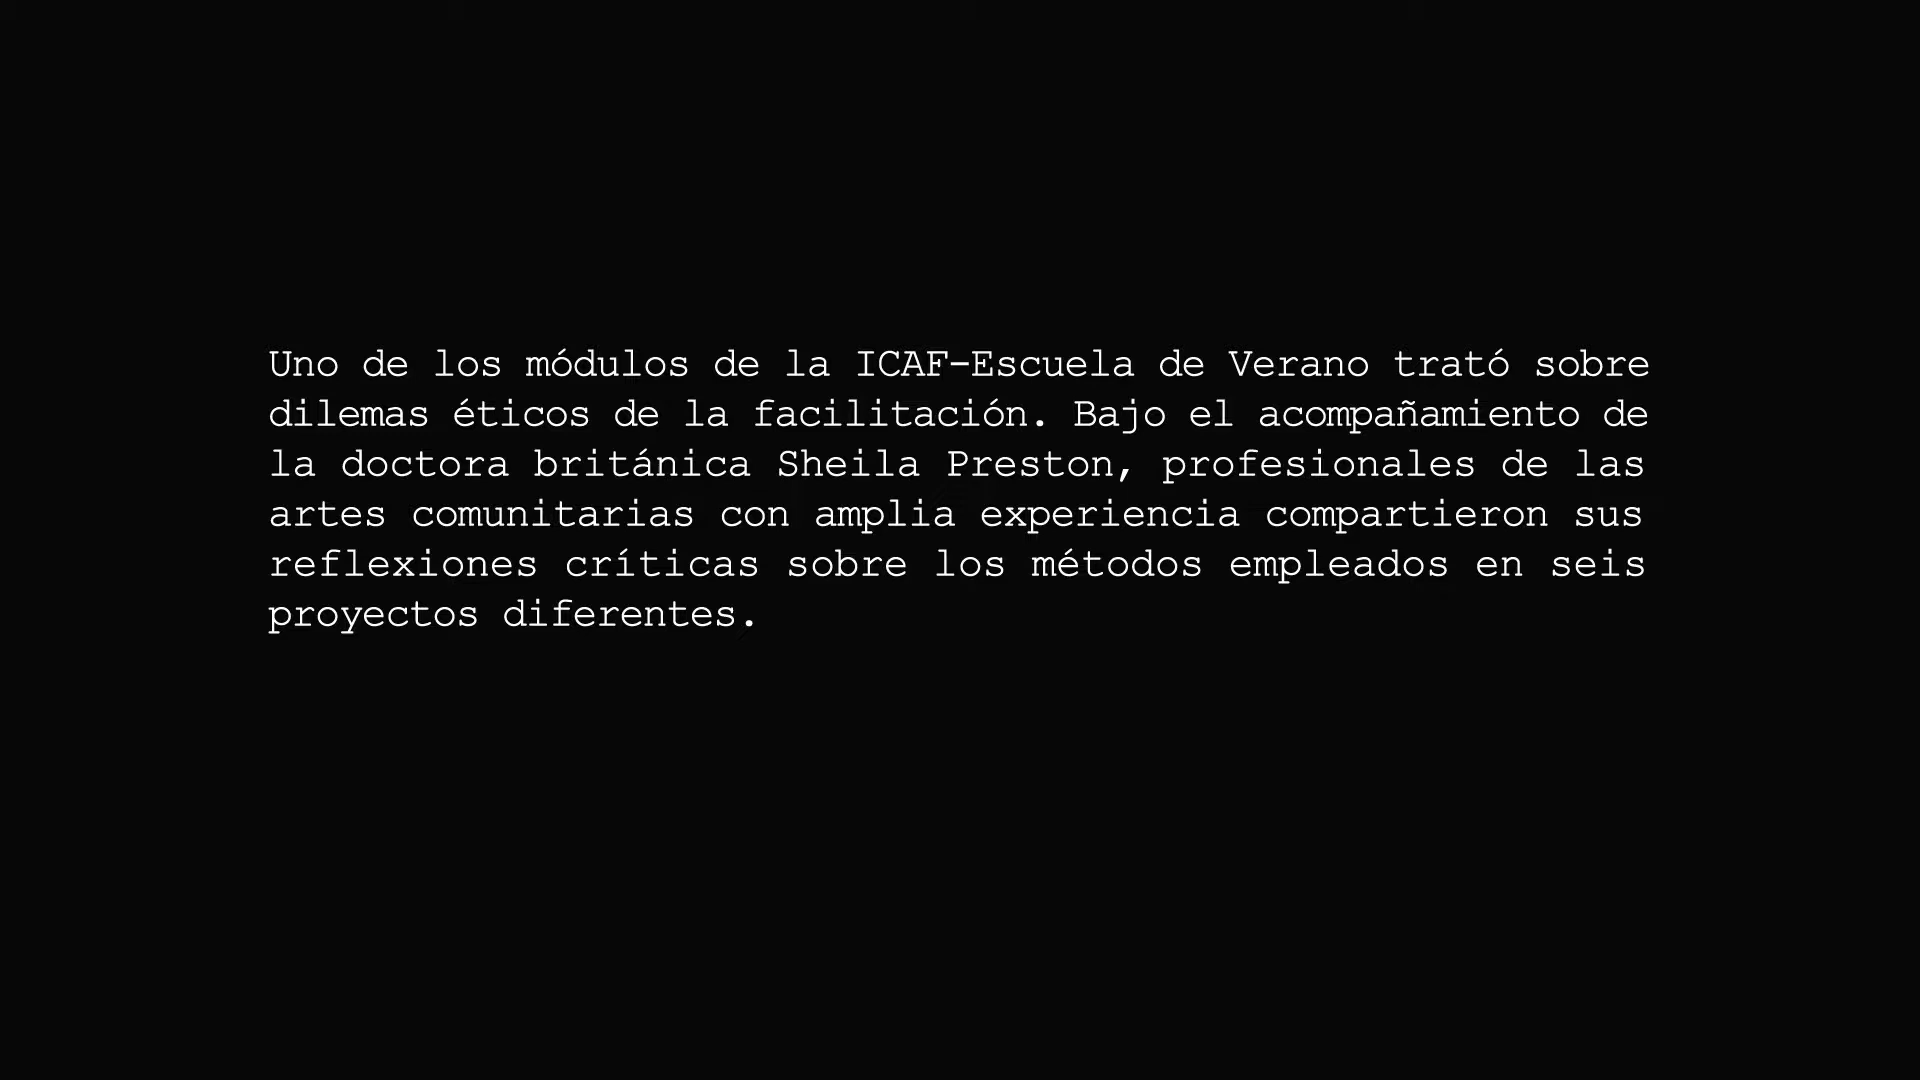 Uno de los módulos de la ICAF-Escuela de Verano trató sobre
dilemas éticos de la facilitación. Bajo el acompañamiento de
la doctora británica Sheila Preston, profesionales de las
artes comunitarias con amplia experiencia compartieron sus
reflexiones críticas sobre los métodos empleados en seis
proyectos diferentes.